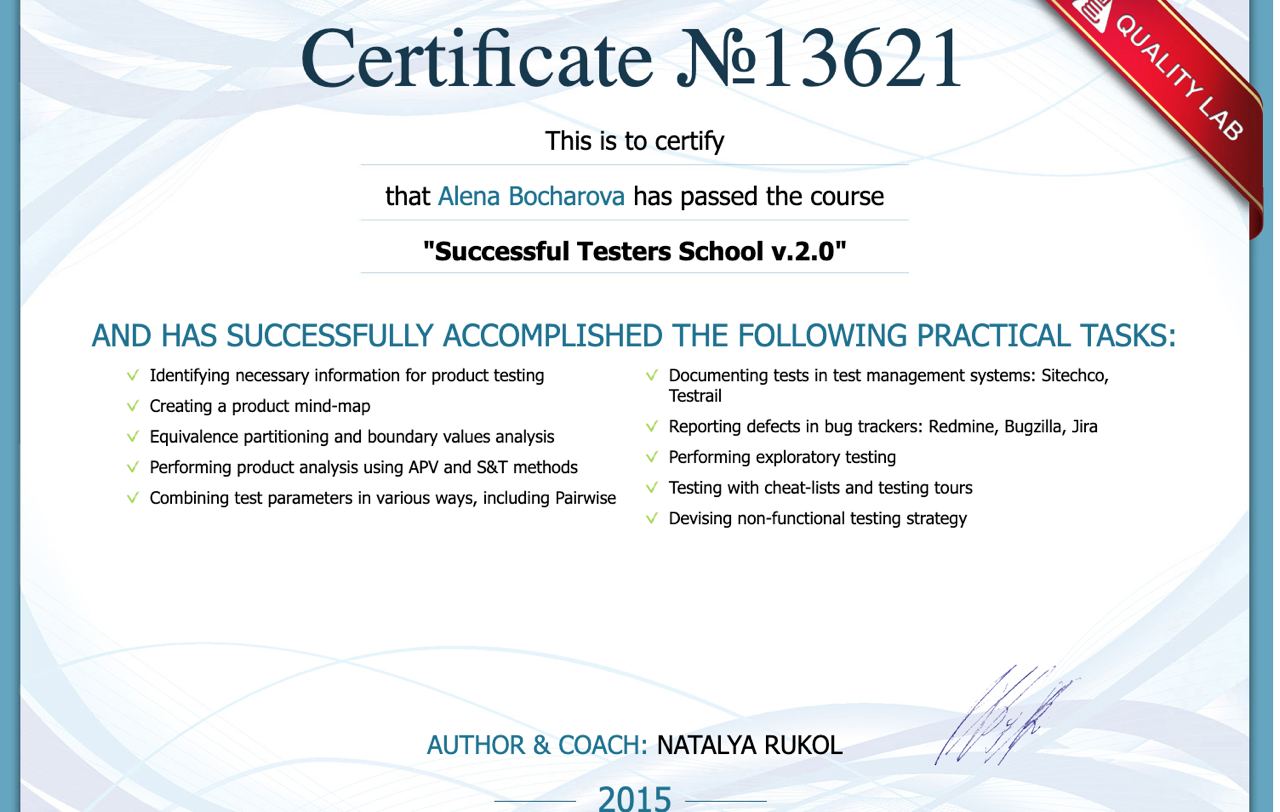 Certificate №13621
QUALITY LAB
This is to certify
that Alena Bocharova has passed the course
"Successful Testers School v.2.0"
AND HAS SUCCESSFULLY ACCOMPLISHED THE FOLLOWING PRACTICAL TASKS:
Identifying necessary information for product testing
Creating a product mind-map
Equivalence partitioning and boundary values analysis
Performing product analysis using APV and S&T methods
Combining test parameters in various ways, including Pairwise
Documenting tests in test management systems: Sitechco,
Testrail
Reporting defects in bug trackers: Redmine, Bugzilla, Jira
Performing exploratory testing
Testing with cheat-lists and testing tours
Devising non-functional testing strategy
AUTHOR & COACH: NATALYA RUKOL
2015